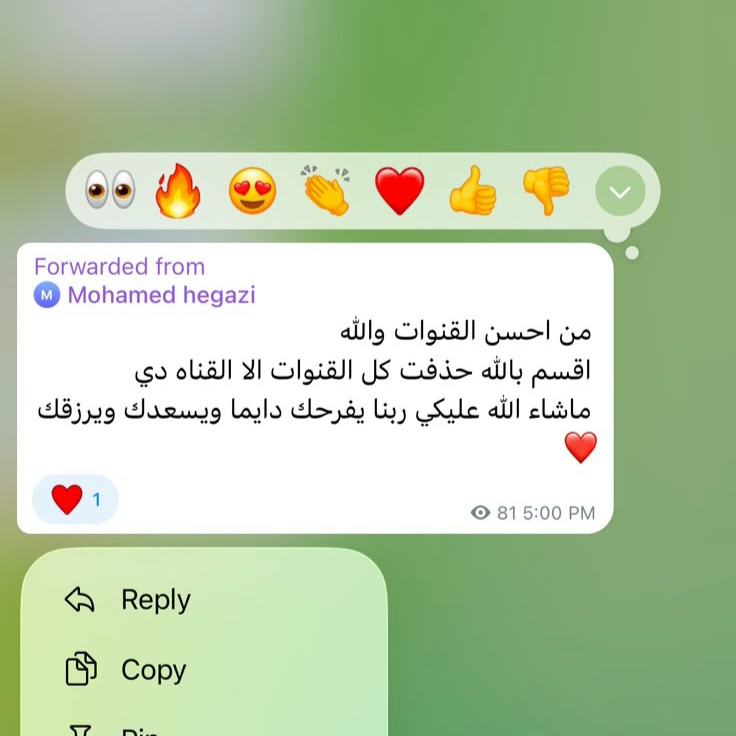 Forwarded from
M Mohamed hegazi
من احسن القنوات والله
اقسم بالله حذفت كل القنوات الا القناه دي
ماشاء الله عليكي ربنا يفرحك دايما ويسعدك ويرزقك
❤️
❤️ 1
81 5:00 PM
Reply
Copy
Pin